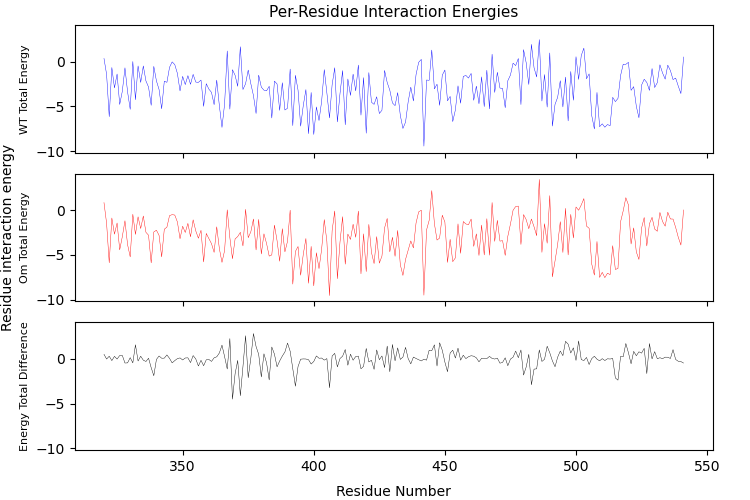 Per-Residue Interaction Energies
Residue interaction energy
WT Total Energy
0
−5
−10
Om Total Energy
0
−5
−10
Energy Total Difference
0
−5
−10
350 400 450 500 550
Residue Number